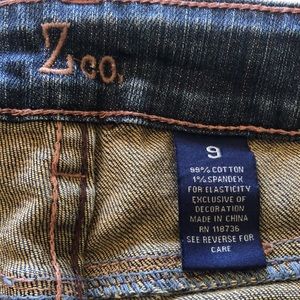 Z co.
9
99% COTTON
1% SPANDEX
FOR ELASTICITY
EXCLUSIVE OF
DECORATION
MADE IN CHINA
RN 118736
SEE REVERSE FOR
CARE